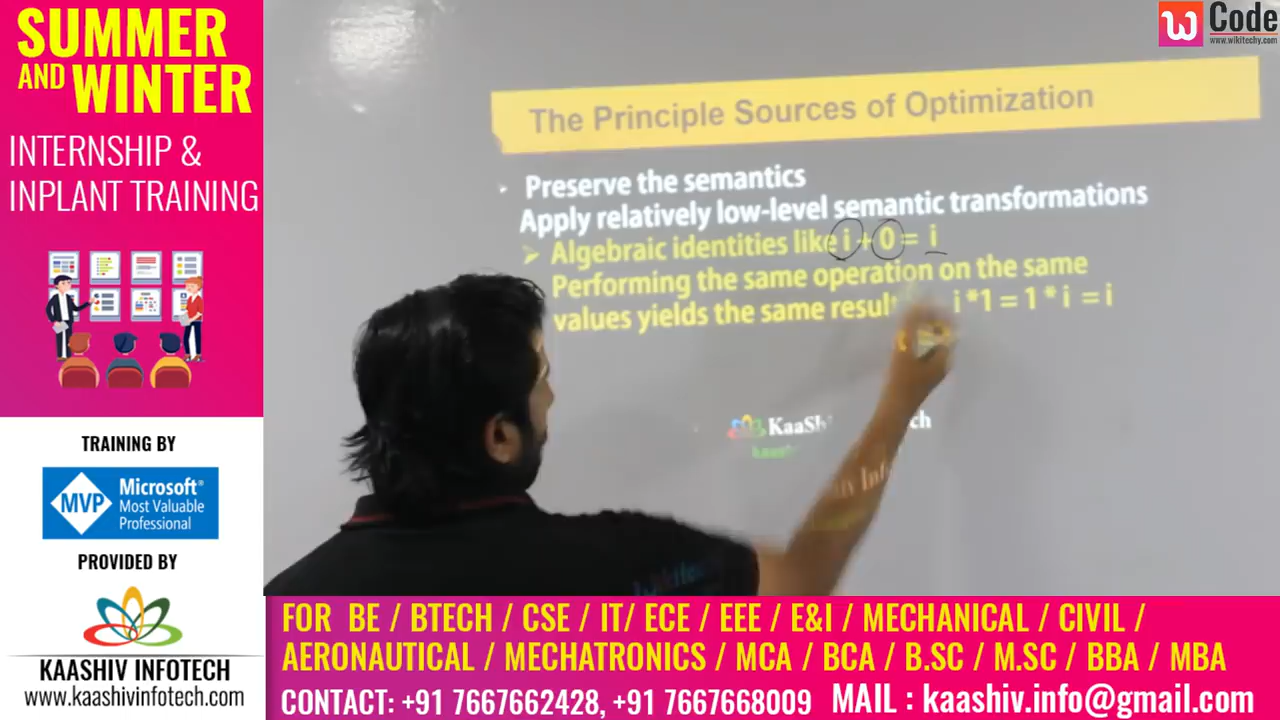 SUMMER
AND WINTER
INTERNSHIP &
INPLANT TRAINING
TRAINING BY
MVP
Microsoft®
Most Valuable
Professional
PROVIDED BY
KAASHIV INFOTECH
www.kaashivinfotech.com
W Code
www.wikitechy.com
The Principle Sources of Optimization
Preserve the semantics
Apply relatively low-level semantic transformations
Algebraic identities like i + 0 = i
Performing the same operation on the same
values yields the same result i * 1 = 1 * i = i
FOR BE / BTECH / CSE / IT/ ECE / EEE / E&I / MECHANICAL / CIVIL /
AERONAUTICAL / MECHATRONICS / MCA / BCA / B.SC / M.SC / BBA / MBA
CONTACT: +91 7667662428, +91 7667668009 MAIL : kaashiv.info@gmail.com